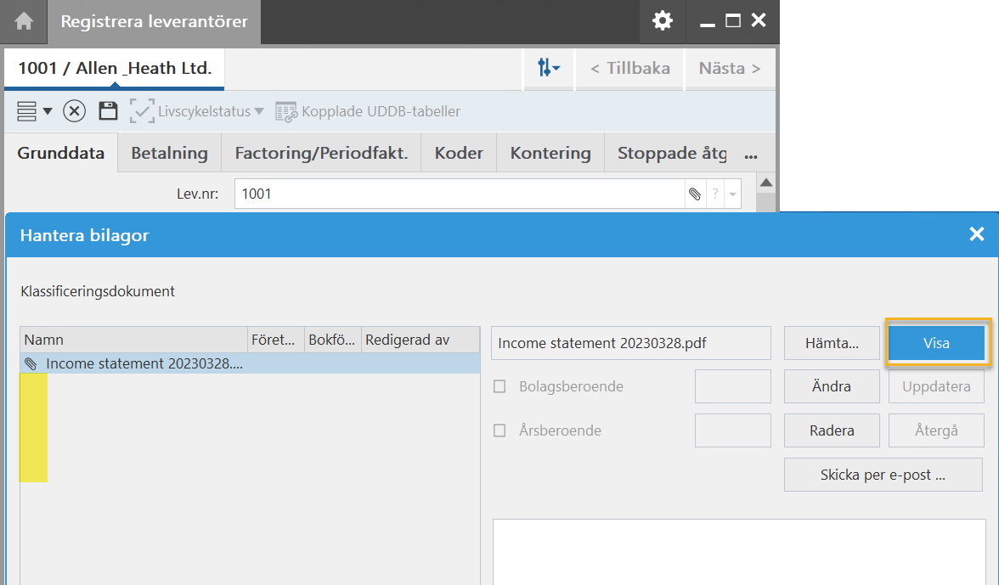 Registrera leverantörer
1001 / Allen _Heath Ltd.
< Tillbaka
Nästa >
Livscykelstatus
Kopplade UDDB-tabeller
Grunddata
Betalning
Factoring/Periodfakt.
Koder
Kontering
Stoppade åtg
...
Lev.nr:
1001
?
Hantera bilagor
Klassificeringsdokument
Namn
Föret...
Bokfö...
Redigerad av
Income statement 20230328....
Income statement 20230328.pdf
Hämta...
Visa
Bolagsberoende
Ändra
Uppdatera
Årsberoende
Radera
Återgå
Skicka per e-post ...